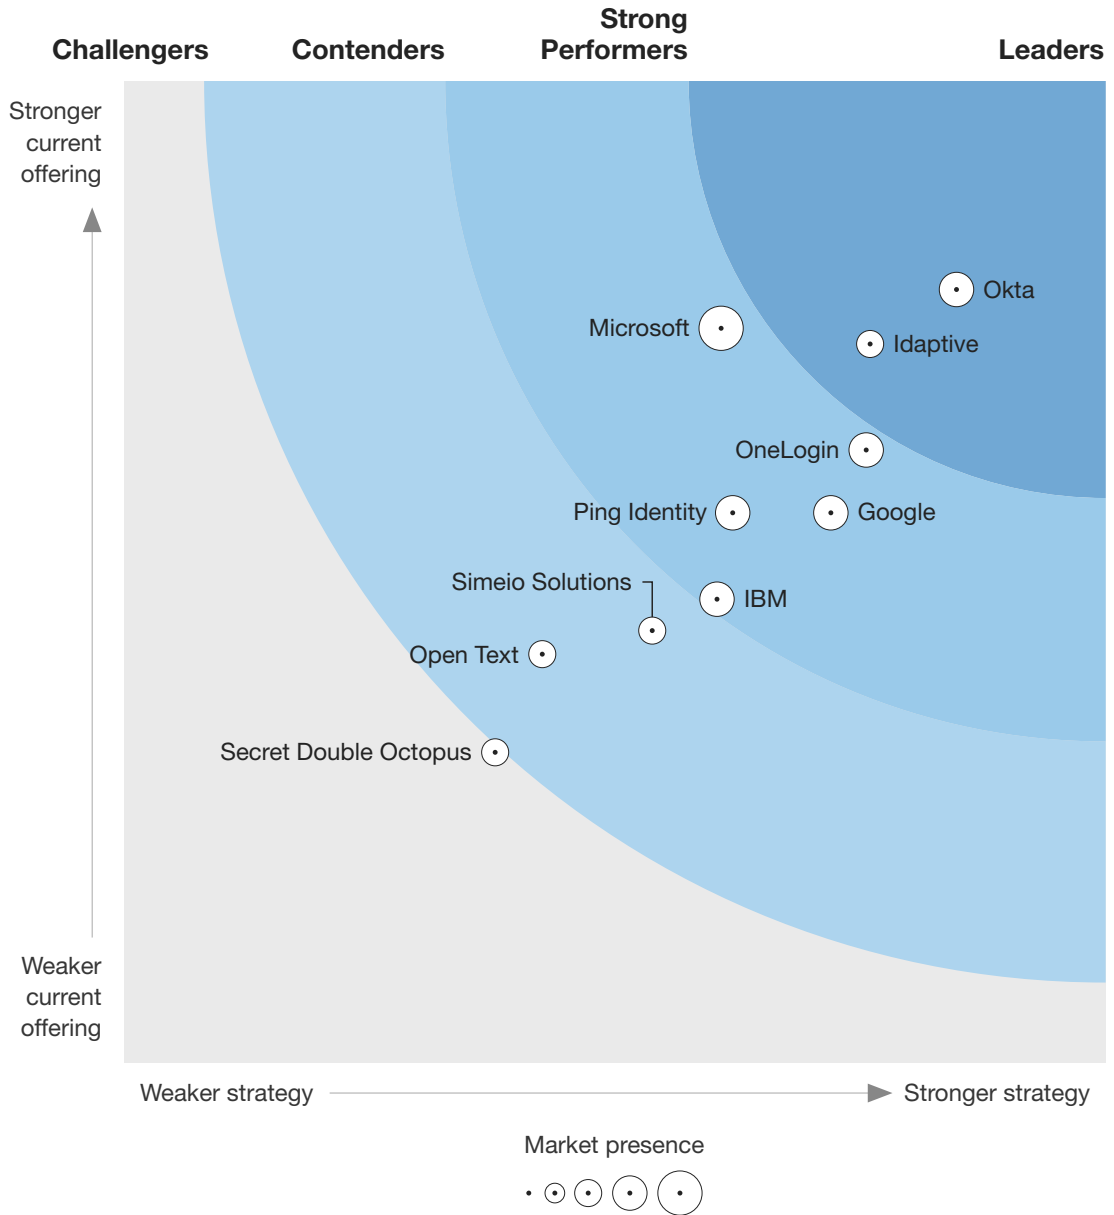 Challengers
Contenders
Strong
Performers
Leaders
Stronger
current
offering
Okta
Microsoft
Idaptive
OneLogin
Ping Identity
Google
Simeio Solutions
IBM
Open Text
Secret Double Octopus
Weaker
current
offering
Weaker strategy
Stronger strategy
Market presence